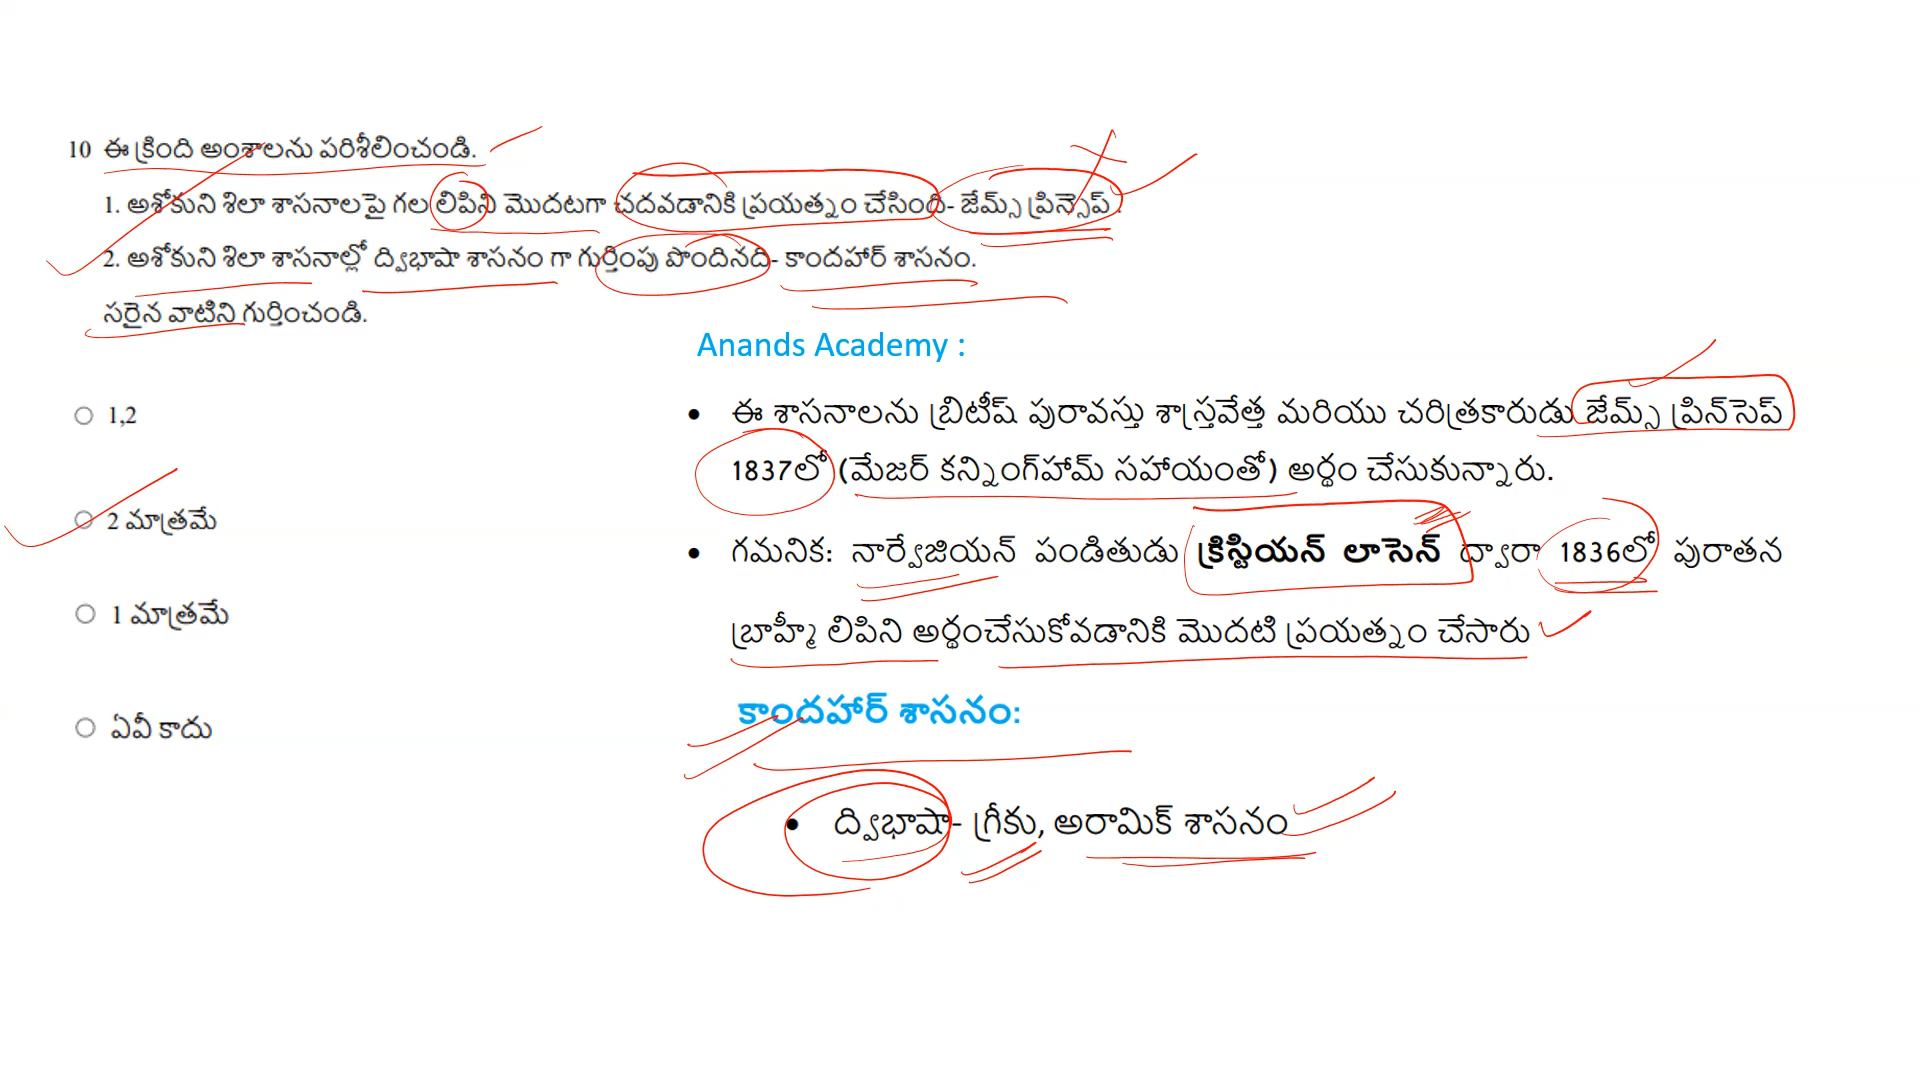 10 ఈ క్రింది అంశాలను పరిశీలించండి.
1. అశోకుని శిలా శాసనాలపై గల లిపిని మొదటగా చదవడానికి ప్రయత్నం చేసింది- జేమ్స్ ప్రిన్సెప్ .
2. అశోకుని శిలా శాసనాల్లో ద్విభాషా శాసనం గా గుర్తింపు పొందినది- కాందహార్ శాసనం.
సరైన వాటిని గుర్తించండి.
1,2
2 మాత్రమే
1 మాత్రమే
ఏవీ కాదు
Anands Academy :
• ఈ శాసనాలను బ్రిటీష్ పురావస్తు శాస్త్రవేత్త మరియు చరిత్రకారుడు జేమ్స్ ప్రిన్‌సెప్
1837లో (మేజర్ కన్నింగ్‌హామ్ సహాయంతో) అర్థం చేసుకున్నారు.
• గమనిక: నార్వేజియన్ పండితుడు క్రిస్టియన్ లాసెన్ ద్వారా 1836లో పురాతన
బ్రాహ్మీ లిపిని అర్థంచేసుకోవడానికి మొదటి ప్రయత్నం చేసారు
కాందహార్ శాసనం:
• ద్విభాషా- గ్రీకు, అరామిక్ శాసనం